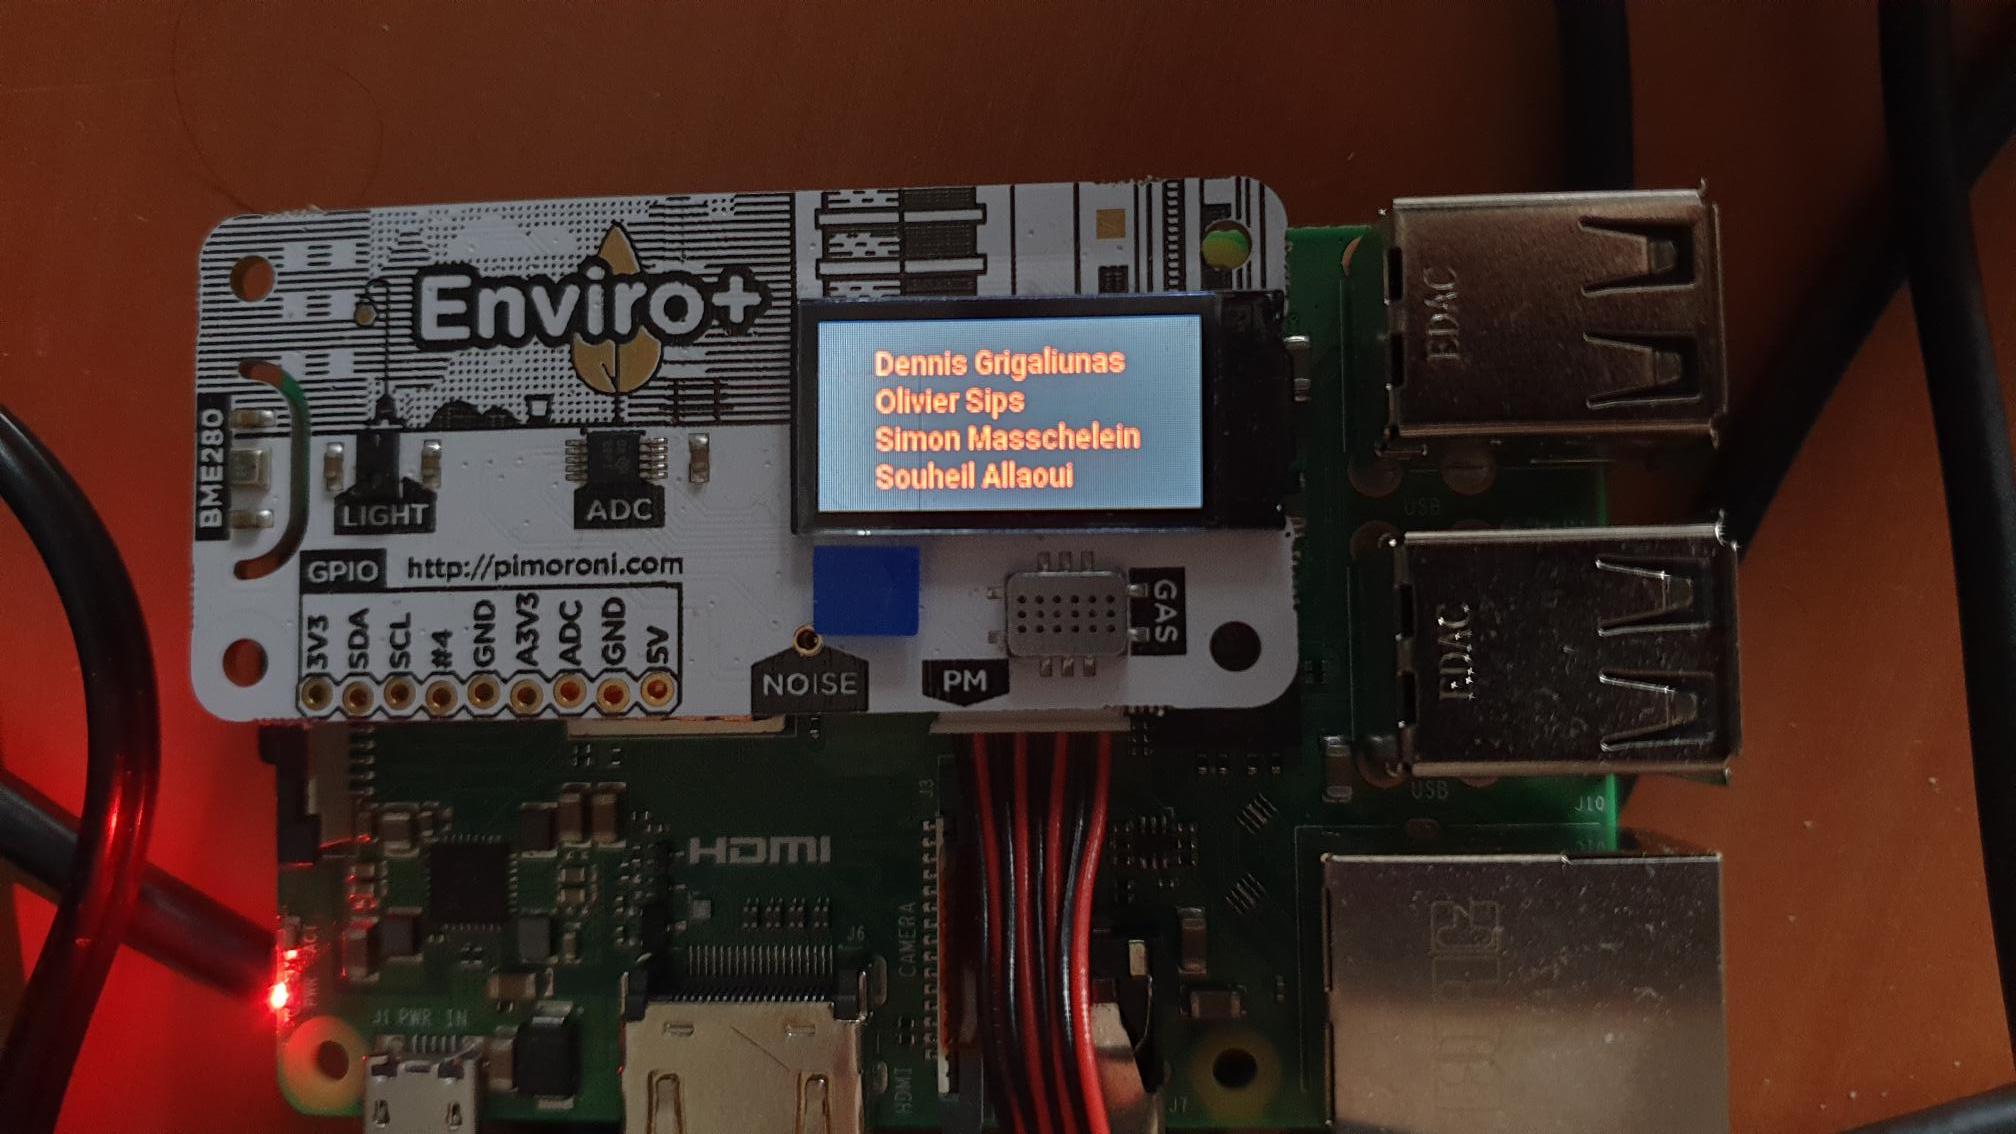 Enviro+
Dennis Grigaliunas
Olivier Sips
Simon Masschelein
Souheil Allaoui
BME280
LIGHT
ADC
GPIO
http://pimoroni.com
3V3
SDA
SCL
#4
GND
A3V3
ADC
GND
5V
NOISE
PM
GAS
EDAC
EDAC
USB
USB
J10
J3
HDMI
J6
CAMERA
ACT
PWR
J1 PWR IN
HDMI
J7